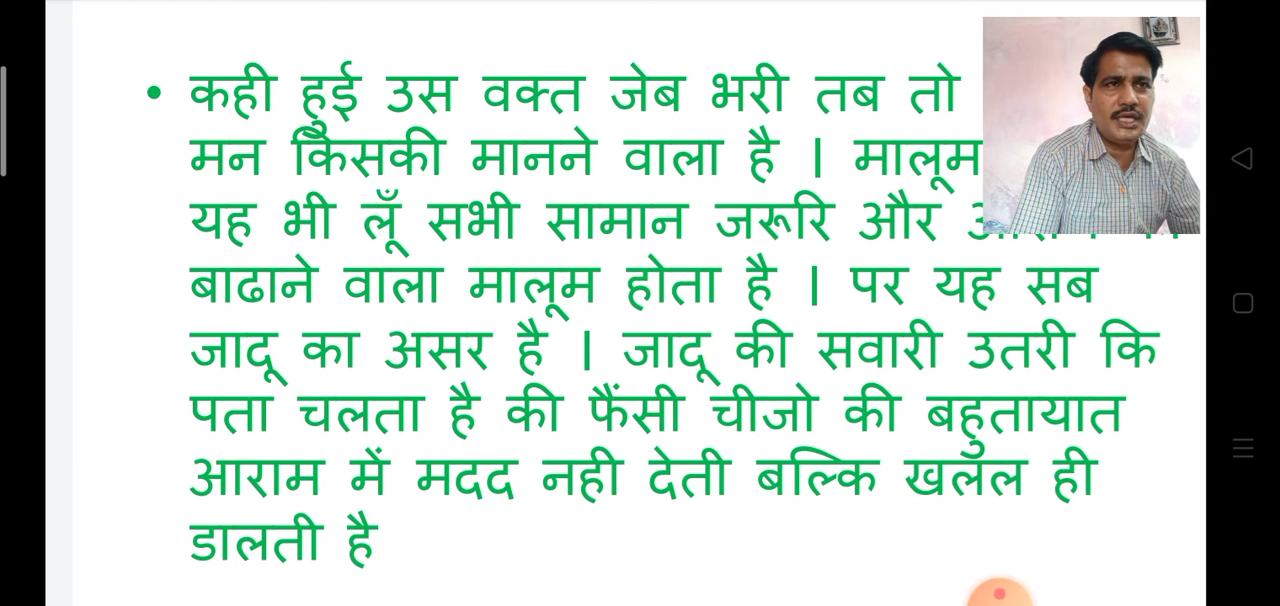 • कही हुई उस वक्त जेब भरी तब तो
मन किसकी मानने वाला है | मालूम
यह भी लूँ सभी सामान जरूरि और
बाढाने वाला मालूम होता है | पर यह सब
जादू का असर है | जादू की सवारी उतरी कि
पता चलता है की फैंसी चीजो की बहुतायात
आराम में मदद नही देती बल्कि खलल ही
डालती है